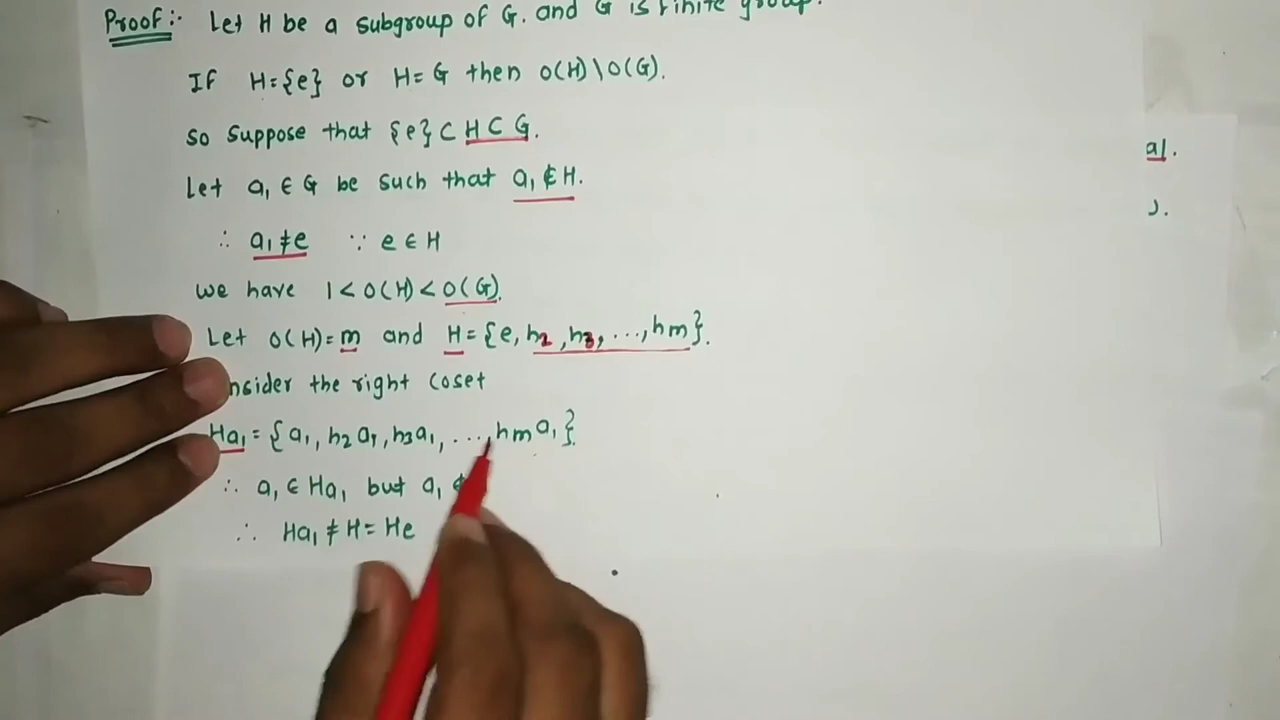 Proof:- Let H be a subgroup of G. and G is finite group.
If H={e} or H=G then O(H)\O(G).
So suppose that {e}⊂H⊂G.
Let a₁∈G be such that a₁∉H.
∴ a₁≠e ∵ e∈H
We have 1<O(H)<O(G).
Let O(H)=m and H={e,h₂,h₃,...,hm}.
the right coset
Ha₁={a₁,h₂a₁,h₃a₁,...,hma₁}.
∴ a₁∈Ha₁ but a₁
∴ Ha₁≠H=He
a₁.